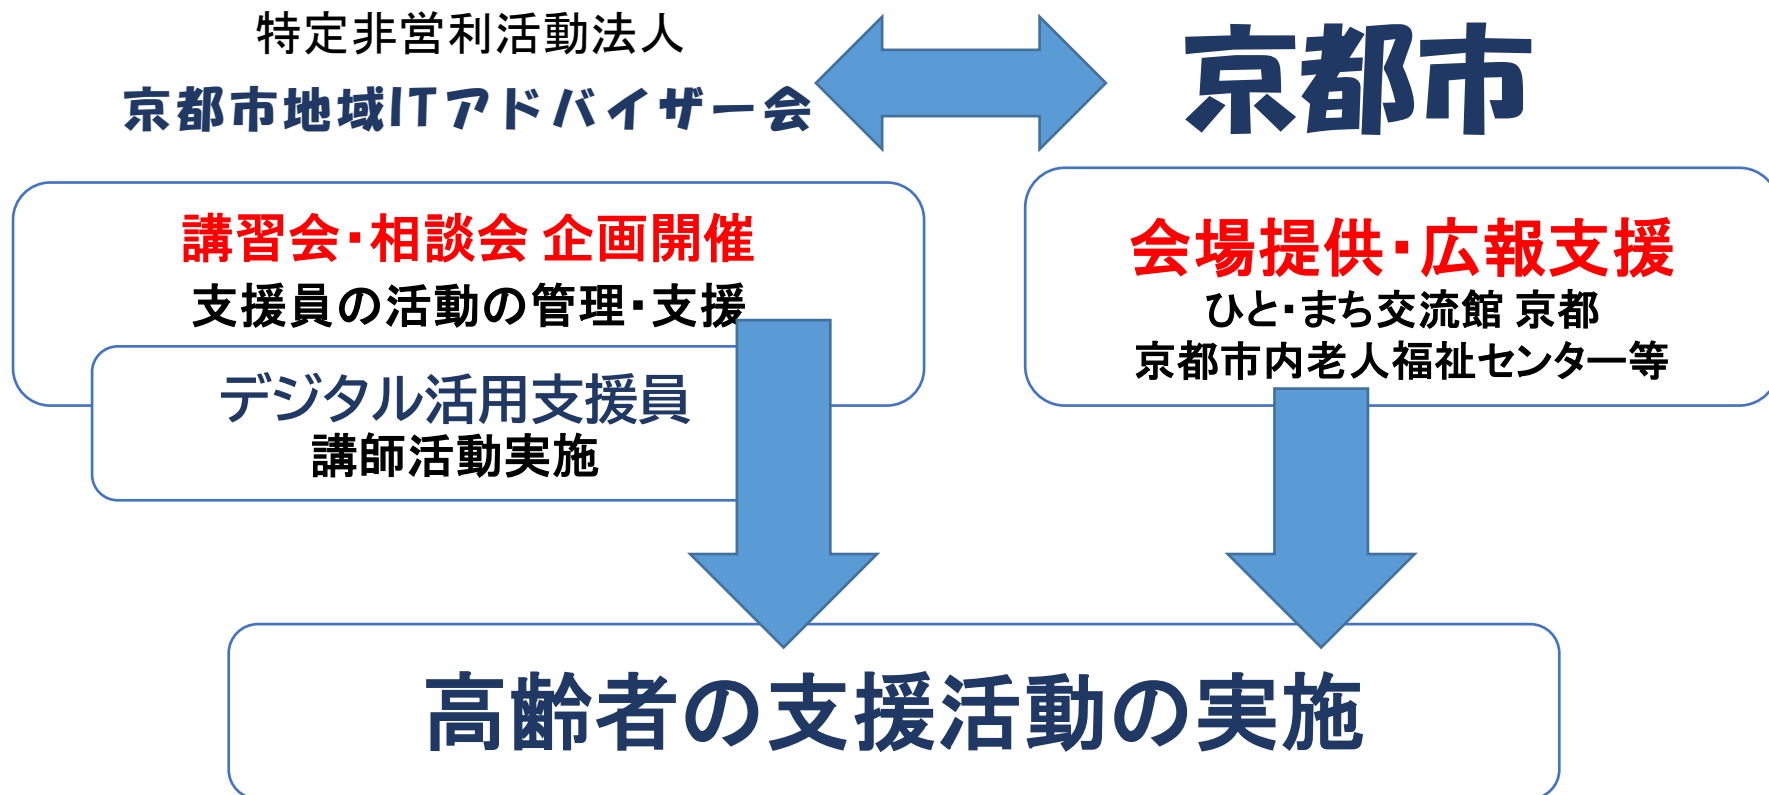 特定非営利活動法人
京都市地域ITアドバイザー会
京都市
講習会・相談会 企画開催
支援員の活動の管理・支援
デジタル活用支援員
講師活動実施
会場提供・広報支援
ひと・まち交流館 京都
京都市内老人福祉センター等
高齢者の支援活動の実施